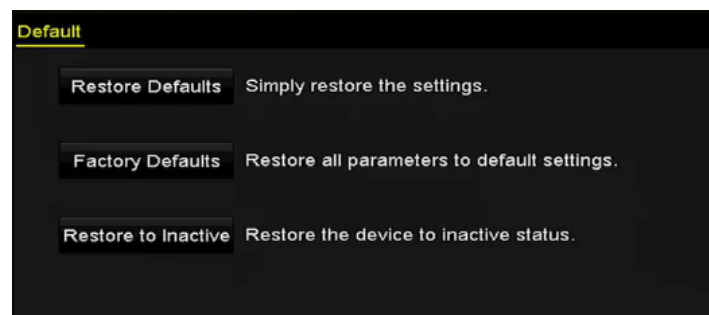 Default
Restore Defaults Simply restore the settings.
Factory Defaults Restore all parameters to default settings.
Restore to Inactive Restore the device to inactive status.